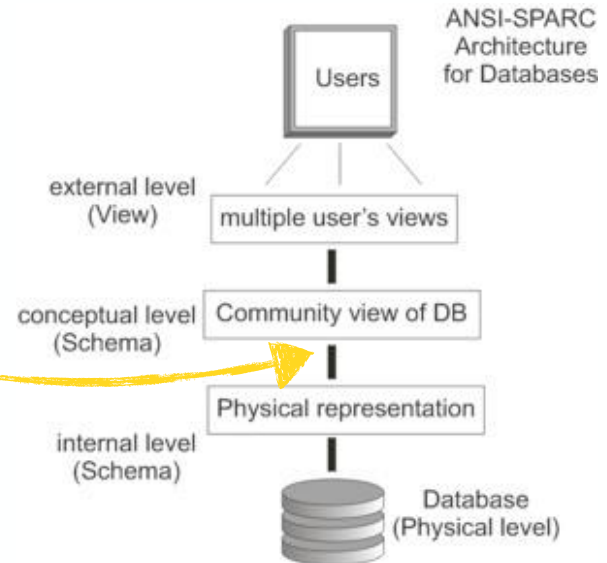 ANSI-SPARC
Architecture
for Databases
Users
external level
(View)
multiple user's views
conceptual level
(Schema)
Community view of DB
Physical representation
internal level
(Schema)
Database
(Physical level)